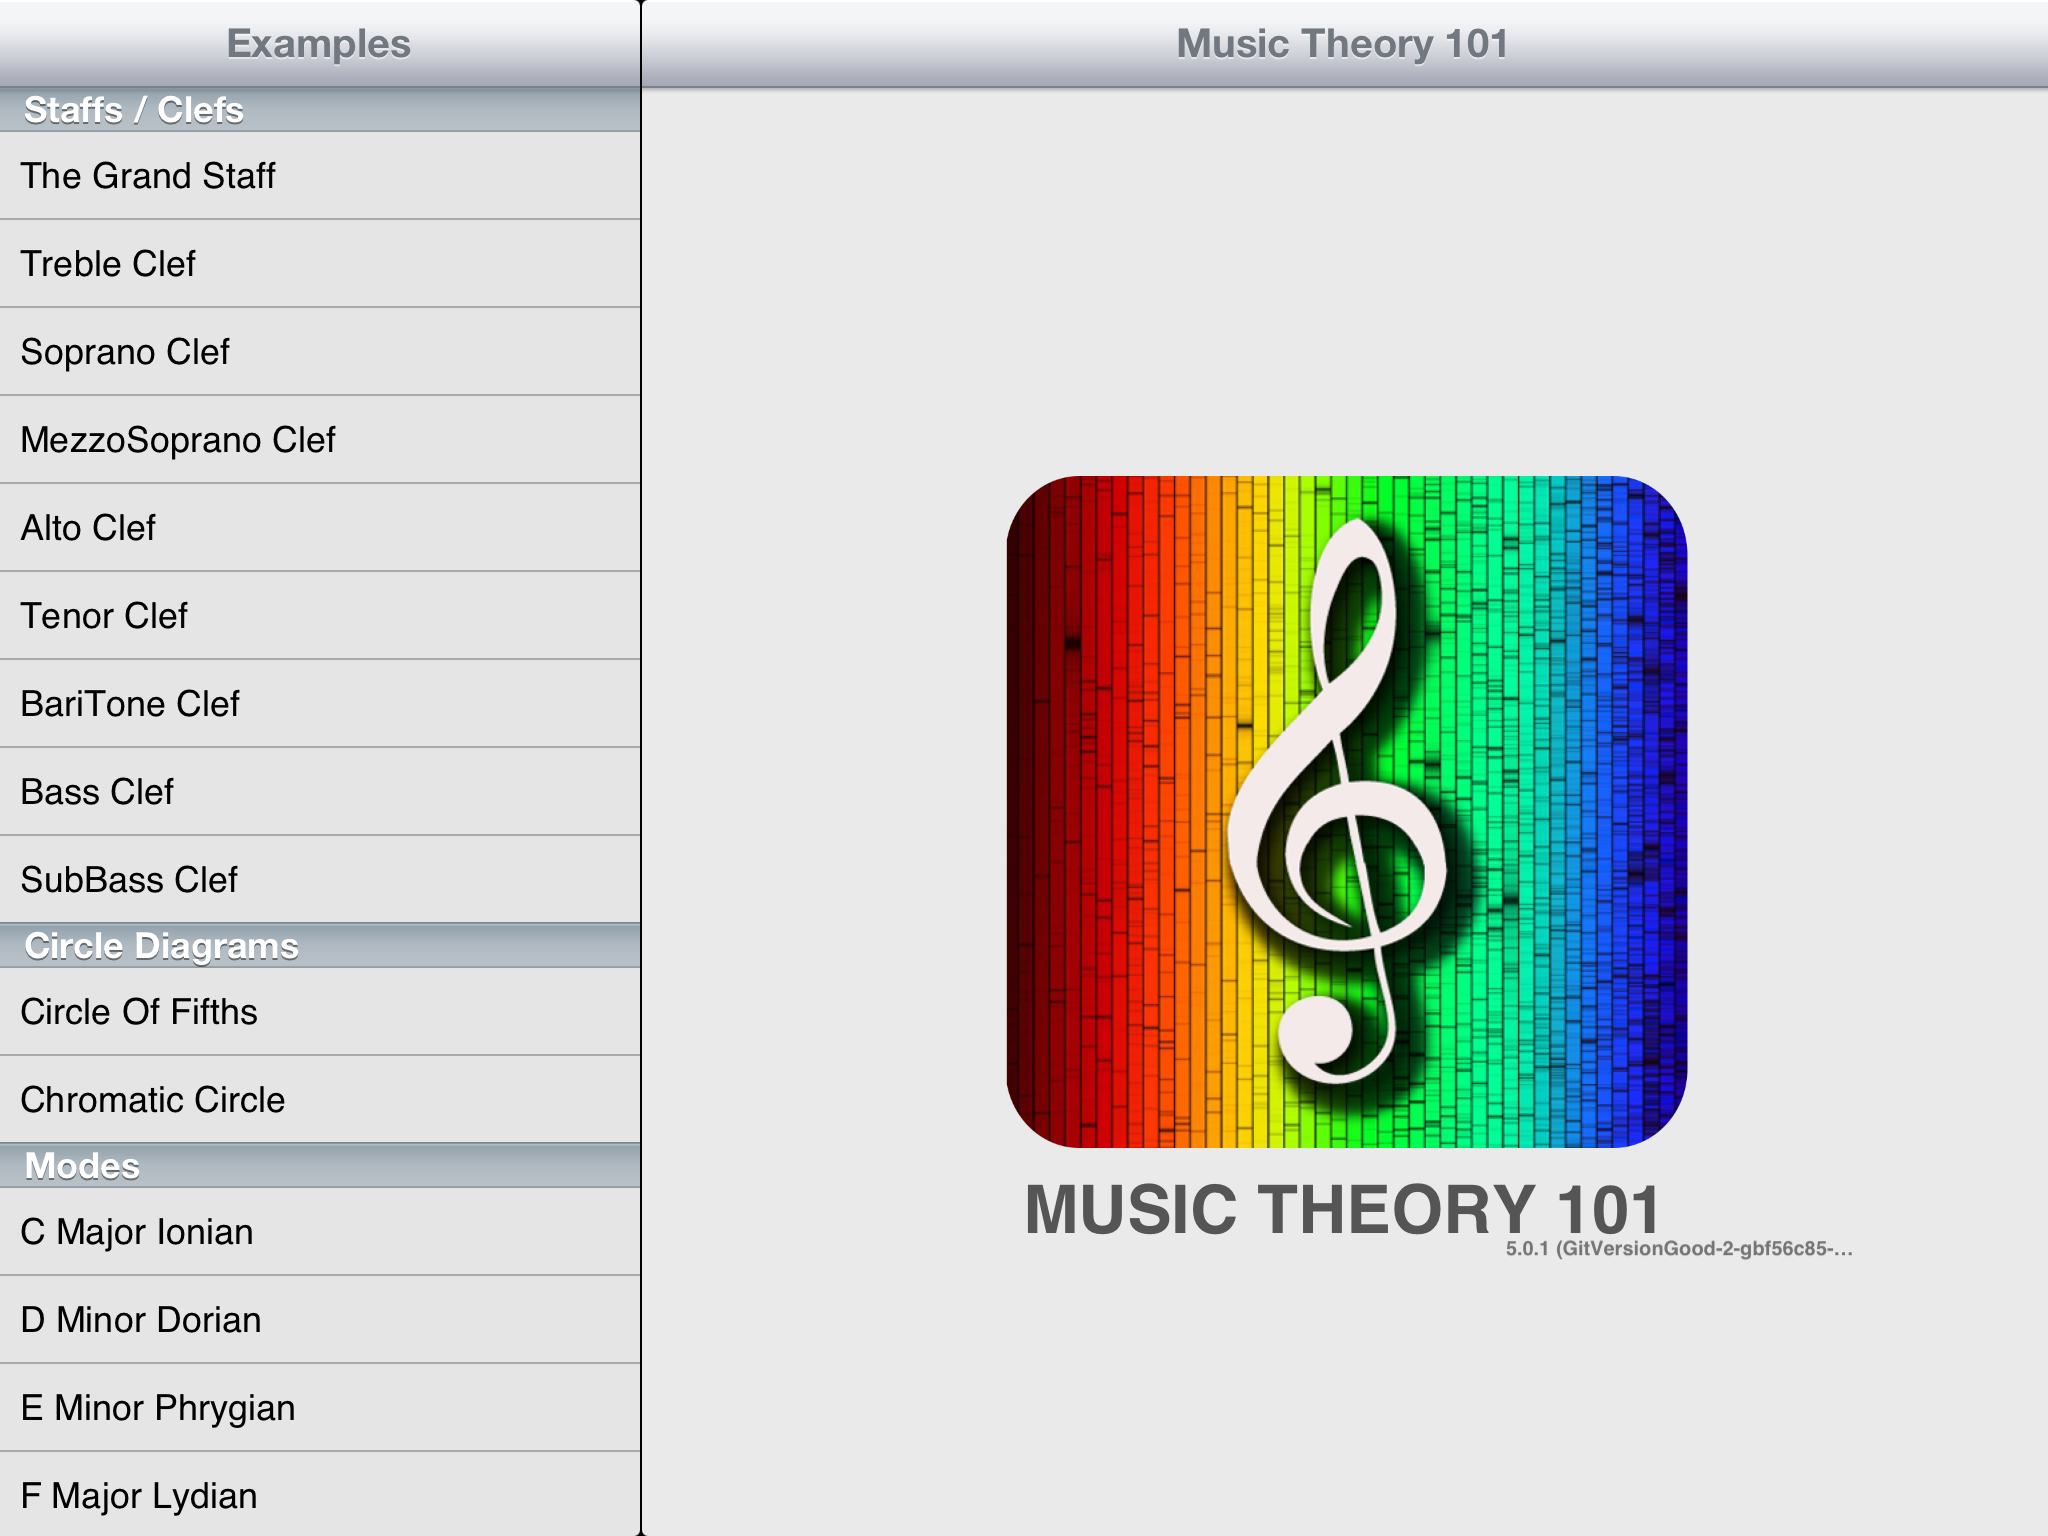 Examples
Staffs / Clefs
The Grand Staff
Treble Clef
Soprano Clef
MezzoSoprano Clef
Alto Clef
Tenor Clef
BariTone Clef
Bass Clef
SubBass Clef
Circle Diagrams
Circle Of Fifths
Chromatic Circle
Modes
C Major Ionian
D Minor Dorian
E Minor Phrygian
F Major Lydian
Music Theory 101
MUSIC THEORY 101
5.0.1 (GitVersionGood-2-gbf56c85-...